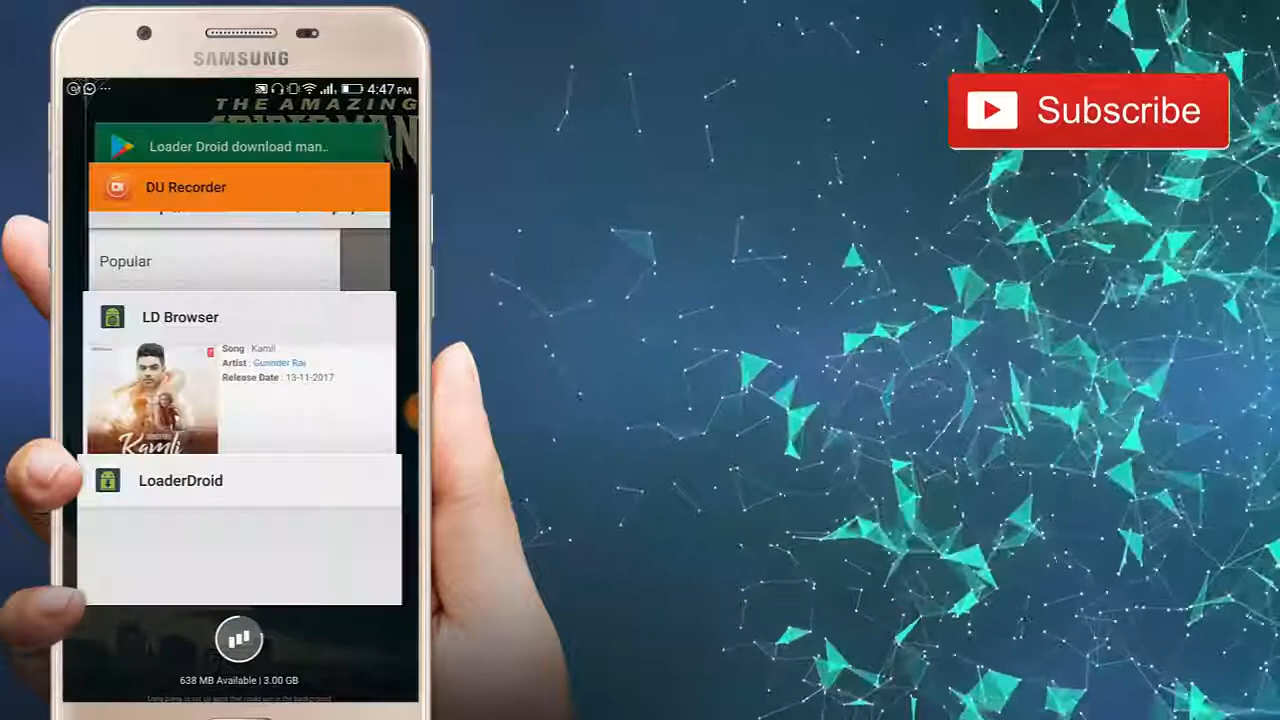 SAMSUNG
4:47 PM
THE AMAZING
Loader Droid download man..
DU Recorder
Popular
LD Browser
Song : Kamli
Artist : Gurinder Rai
Release Date : 13-11-2017
Kamli
LoaderDroid
638 MB Available | 3.00 GB
Subscribe